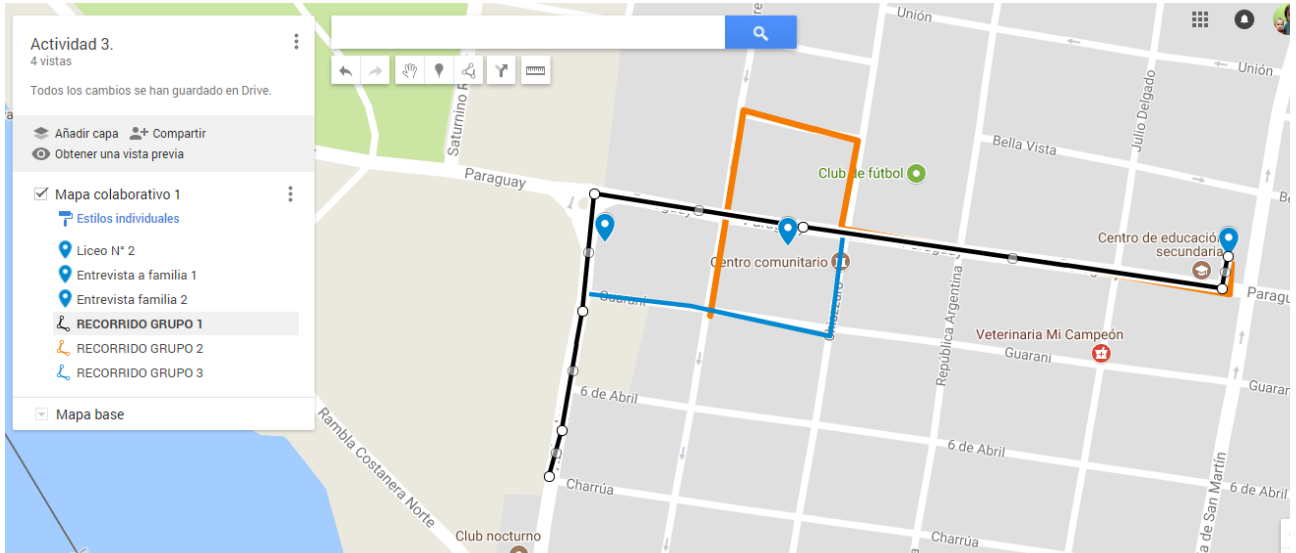 Actividad 3.
4 vistas
Todos los cambios se han guardado en Drive.
Añadir capa Compartir
Obtener una vista previa
Mapa colaborativo 1
Estilos individuales
Liceo N° 2
Entrevista a familia 1
Entrevista familia 2
RECORRIDO GRUPO 1
RECORRIDO GRUPO 2
RECORRIDO GRUPO 3
Mapa base
Unión
Unión
Julio Delgado
Bella Vista
Paraguay
Club de fútbol
Centro de educación
secundaria
Centro comunitario
Guarani
República Argentina
Veterinaria Mi Campeón
Guarani
6 de Abril
6 de Abril
6 de Abril
Rambla Costanera Norte
Charrúa
Charrúa
Club nocturno